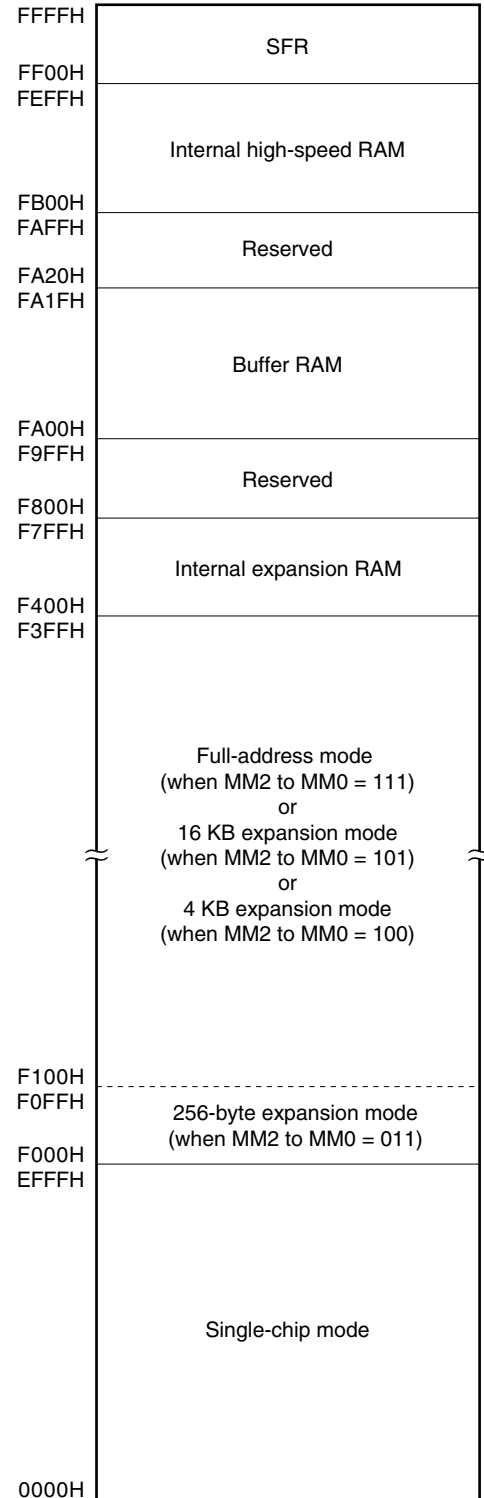 FFFFH
SFR
FF00H
FEFFH
Internal high-speed RAM
FB00H
FAFFH
Reserved
FA20H
FA1FH
Buffer RAM
FA00H
F9FFH
Reserved
F800H
F7FFH
Internal expansion RAM
F400H
F3FFH
Full-address mode
(when MM2 to MM0 = 111)
or
16 KB expansion mode
(when MM2 to MM0 = 101)
or
4 KB expansion mode
(when MM2 to MM0 = 100)
F100H
F0FFH
256-byte expansion mode
(when MM2 to MM0 = 011)
F000H
EFFFH
Single-chip mode
0000H